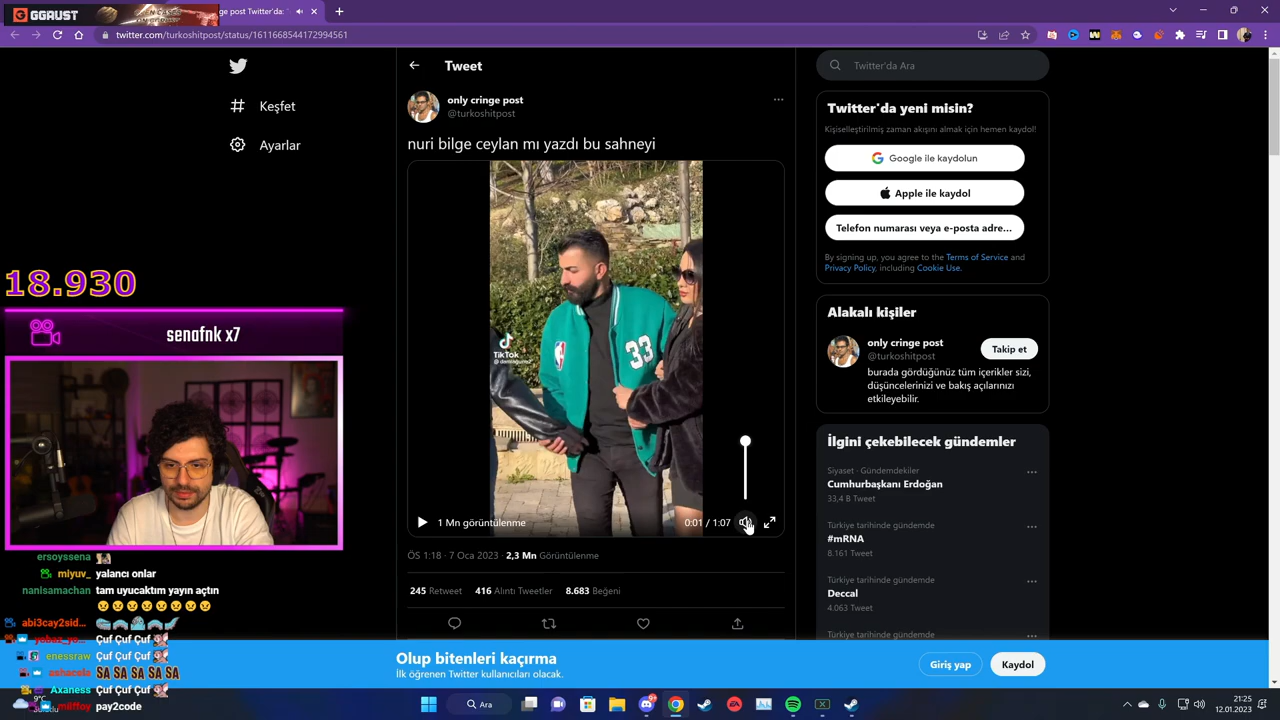 GGRUST
ge post Twitter'da: "
twitter.com/turkoshitpost/status/1611668544172994561
Keşfet
Ayarlar
Tweet
only cringe post
@turkoshitpost
nuri bilge ceylan mı yazdı bu sahneyi
33
TikTok
1 Mn görüntülenme
0:01 / 1:07
ÖS 1:18 · 7 Oca 2023 · 2,3 Mn Görüntülenme
245 Retweet 416 Alıntı Tweetler 8.683 Beğeni
Twitter'da Ara
Twitter'da yeni misin?
Kişiselleştirilmiş zaman akışını almak için hemen kaydol!
Google ile kaydolun
Apple ile kaydol
Telefon numarası veya e-posta adre...
By signing up, you agree to the Terms of Service and
Privacy Policy, including Cookie Use.
Alakalı kişiler
only cringe post
@turkoshitpost
Takip et
burada gördüğünüz tüm içerikler sizi,
düşüncelerinizi ve bakış açılarınızı
etkileyebilir.
İlgini çekebilecek gündemler
Siyaset · Gündemdekiler
Cumhurbaşkanı Erdoğan
33,4 B Tweet
Türkiye tarihinde gündemde
#mRNA
8.161 Tweet
Türkiye tarihinde gündemde
Deccal
4.063 Tweet
Türkiye tarihinde gündemde
18.930
senafnk x7
ersoyssena
miyuv_ yalancı onlar
nanisamachan tam uyucaktım yayın açtın
abi3cay2sid...
Çuf Çuf Çuf
enessraw Çuf Çuf Çuf
ashacola SA SA SA SA SA
Axaness Çuf Çuf Çuf
milffoy pay2code
Olup bitenleri kaçırma
İlk öğrenen Twitter kullanıcıları olacak.
Giriş yap
Kaydol
9°C
Ara
21:25
12.01.2023